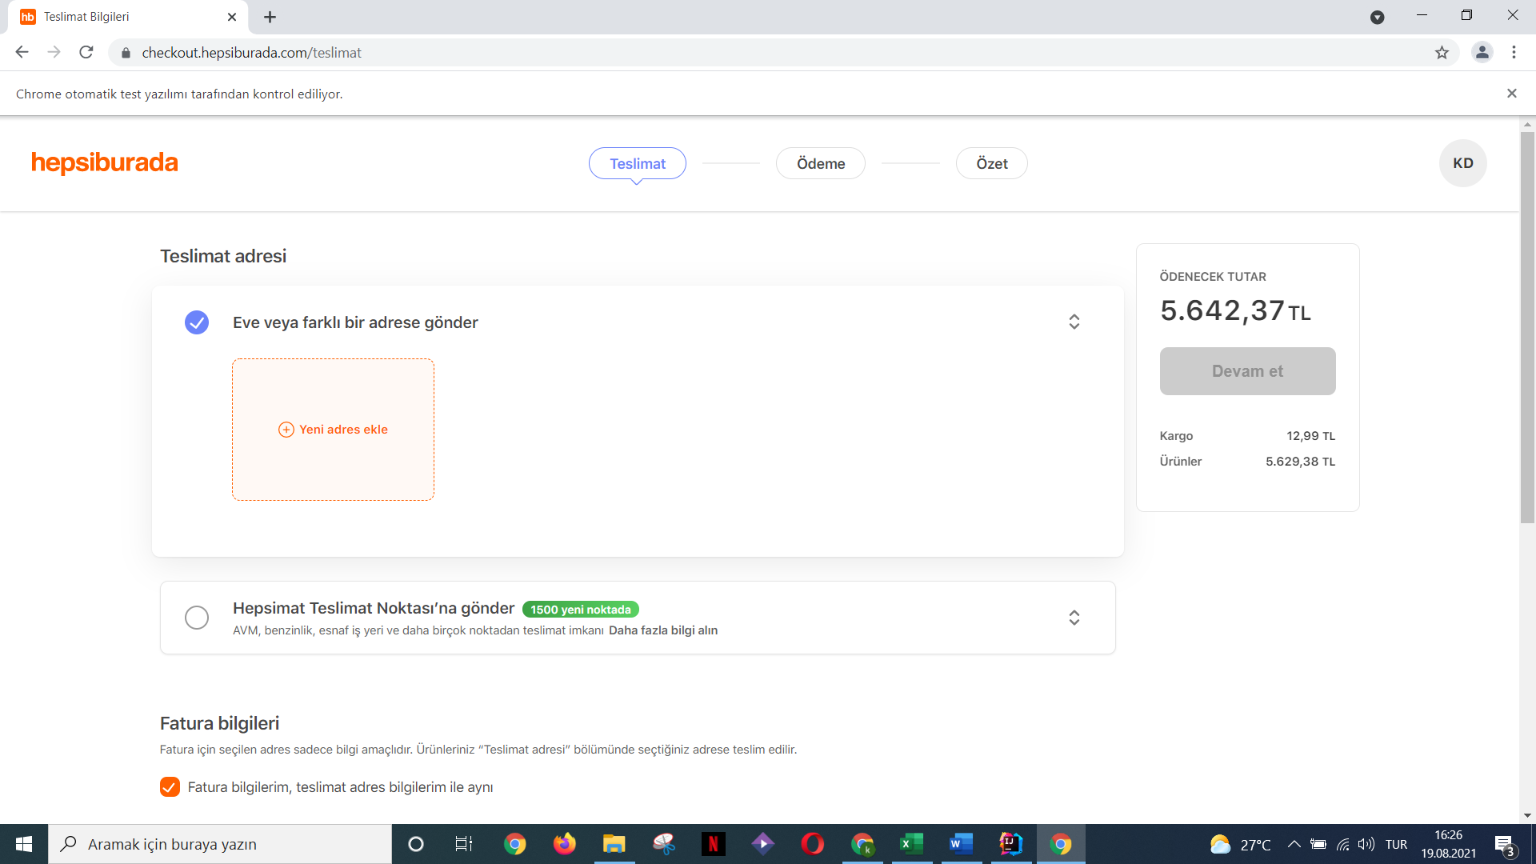 hb Teslimat Bilgileri
checkout.hepsiburada.com/teslimat
Chrome otomatik test yazılımı tarafından kontrol ediliyor.
hepsiburada
Teslimat
Ödeme
Özet
KD
Teslimat adresi
Eve veya farklı bir adrese gönder
Yeni adres ekle
ÖDENECEK TUTAR
5.642,37 TL
Devam et
Kargo 12,99 TL
Ürünler 5.629,38 TL
Hepsimat Teslimat Noktası’na gönder 1500 yeni noktada
AVM, benzinlik, esnaf iş yeri ve daha birçok noktadan teslimat imkanı Daha fazla bilgi alın
Fatura bilgileri
Fatura için seçilen adres sadece bilgi amaçlıdır. Ürünleriniz “Teslimat adresi” bölümünde seçtiğiniz adrese teslim edilir.
Fatura bilgilerim, teslimat adres bilgilerim ile aynı
Aramak için buraya yazın
N
k
X
W
IJ
27°C
TUR
16:26
19.08.2021
3